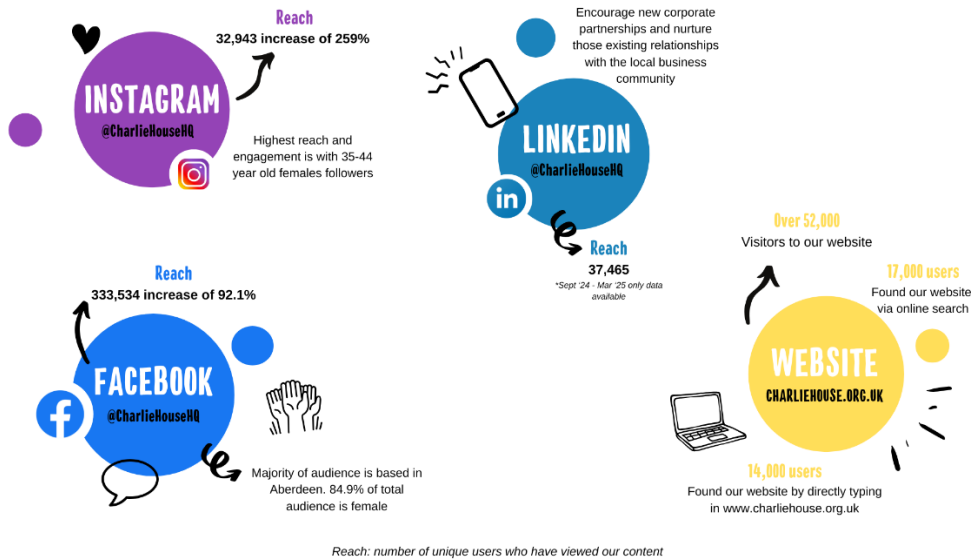 Reach
32,943 increase of 259%
INSTAGRAM
@CharlieHouseHQ
Highest reach and
engagement is with 35-44
year old females followers
Encourage new corporate
partnerships and nurture
those existing relationships
with the local business
community
LINKEDIN
@CharlieHouseHQ
in
Reach
37,465
*Sept '24 - Mar '25 only data
available
Reach
333,534 increase of 92.1%
FACEBOOK
@CharlieHouseHQ
f
Majority of audience is based in
Aberdeen. 84.9% of total
audience is female
Over 52,000
Visitors to our website
17,000 users
Found our website
via online search
WEBSITE
CHARLIEHOUSE.ORG.UK
14,000 users
Found our website by directly typing
in www.charliehouse.org.uk
Reach: number of unique users who have viewed our content